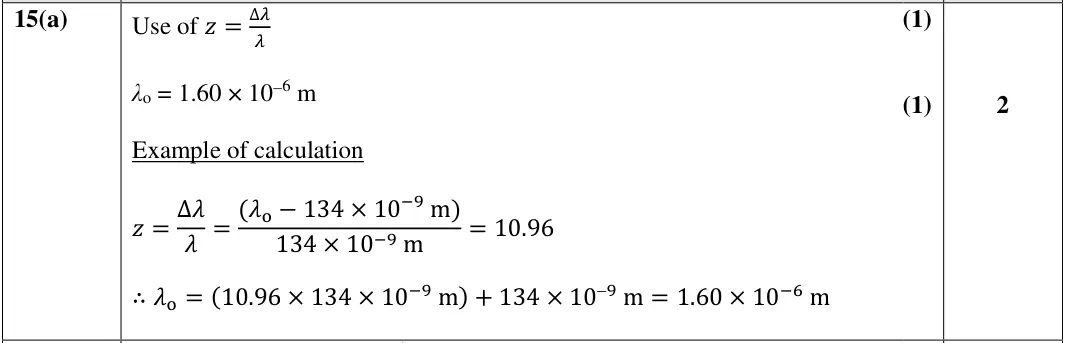 15(a) Use of z = Δλ/λ (1)
λₒ = 1.60 × 10⁻⁶ m
(1) 2
Example of calculation
z = Δλ/λ = (λₒ − 134 × 10⁻⁹ m)/(134 × 10⁻⁹ m) = 10.96
∴ λₒ = (10.96 × 134 × 10⁻⁹ m) + 134 × 10⁻⁹ m = 1.60 × 10⁻⁶ m